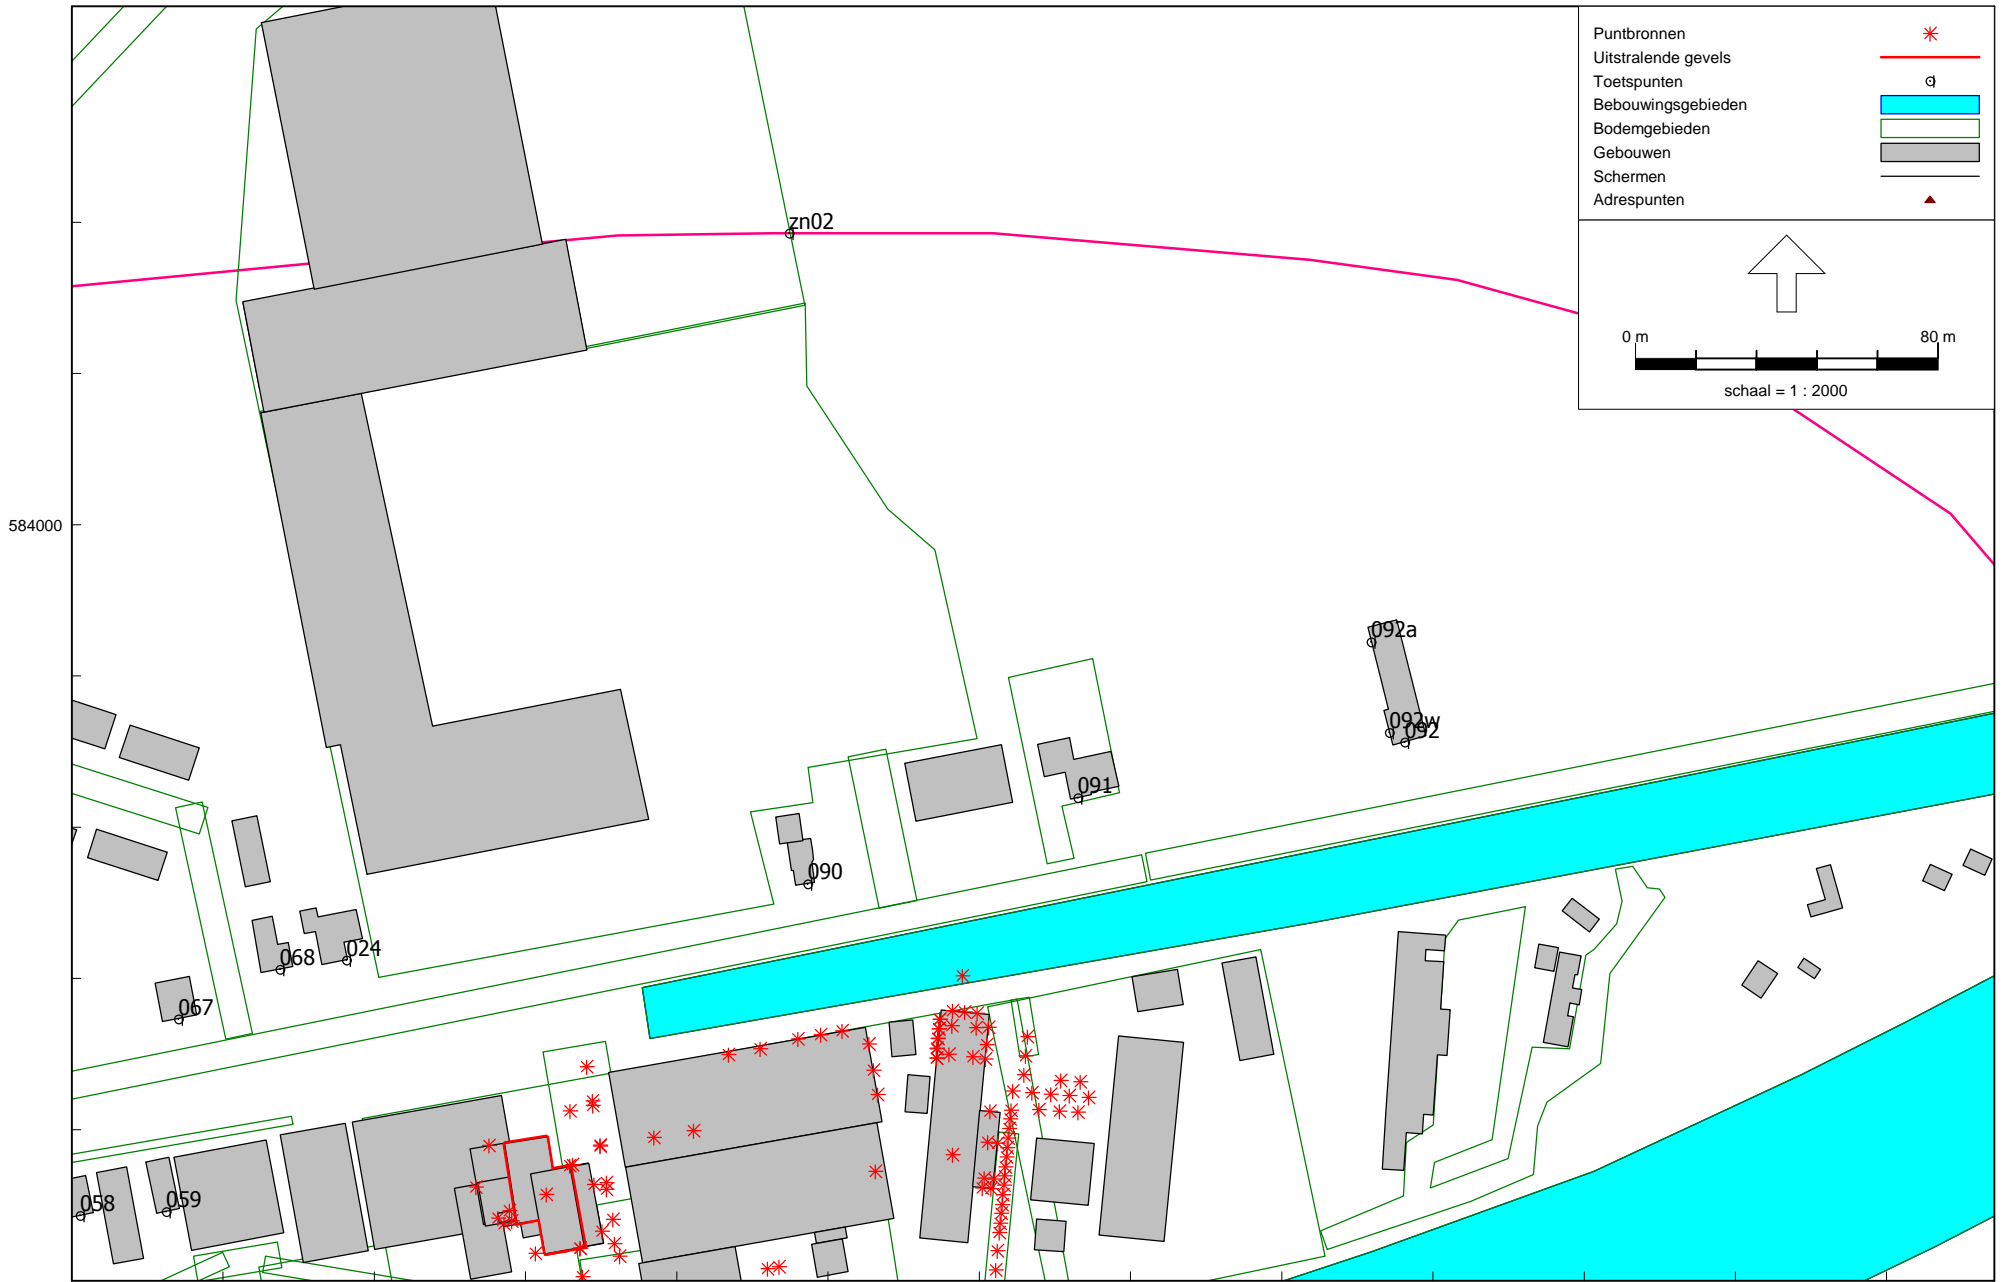 Puntbronnen
Uitstralende gevels
Toetspunten
Bebouwingsgebieden
Bodemgebieden
Gebouwen
Schermen
Adrespunten
0 m
80 m
schaal = 1 : 2000
zn02
584000
092a
092w
092
091
090
024
068
067
059
058